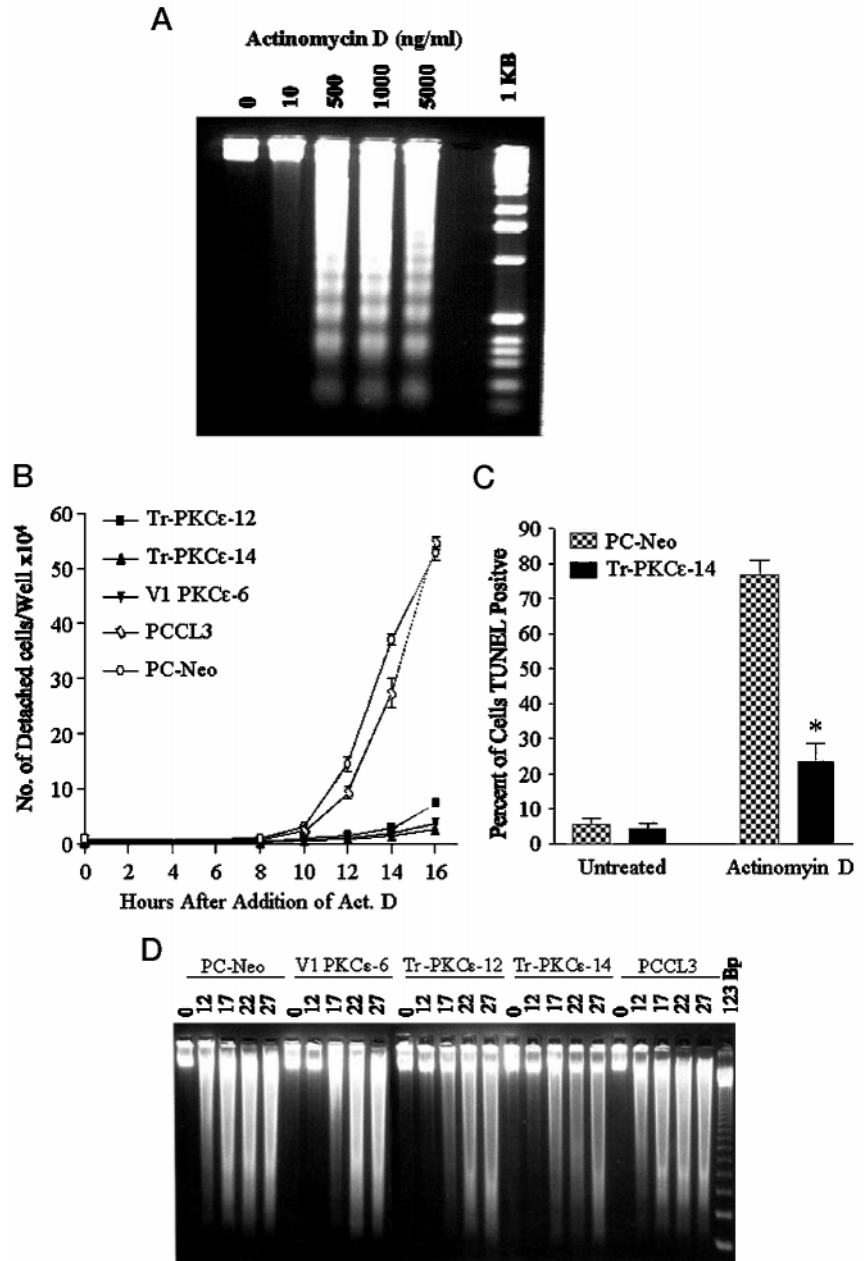 A
Actinomycin D (ng/ml)
0 10 500 1000 5000 1 KB
B
No. of Detached cells/Well x10⁴
60
50
40
30
20
10
0
Tr-PKCε-12
Tr-PKCε-14
V1 PKCε-6
PCCL3
PC-Neo
0 2 4 6 8 10 12 14 16
Hours After Addition of Act. D
C
Percent of Cells TUNEL Positve
90
80
70
60
50
40
30
20
10
0
PC-Neo
Tr-PKCε-14
*
Untreated Actinomyin D
D
PC-Neo V1 PKCε-6 Tr-PKCε-12 Tr-PKCε-14 PCCL3
0 12 17 22 27 0 12 17 22 27 0 12 17 22 27 0 12 17 22 27 0 12 17 22 27 123 Bp